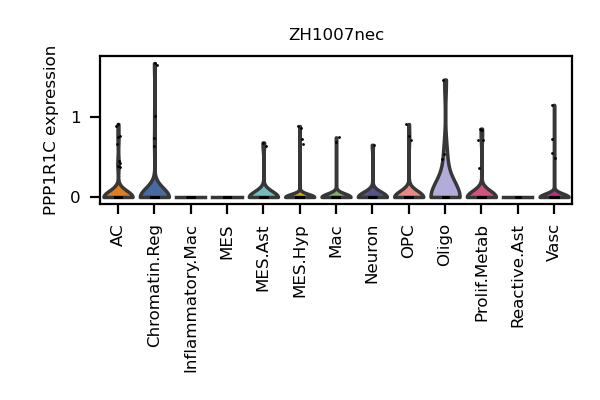 ZH1007nec
PPP1R1C expression
1
0
AC
Chromatin.Reg
Inflammatory.Mac
MES
MES.Ast
MES.Hyp
Mac
Neuron
OPC
Oligo
Prolif.Metab
Reactive.Ast
Vasc